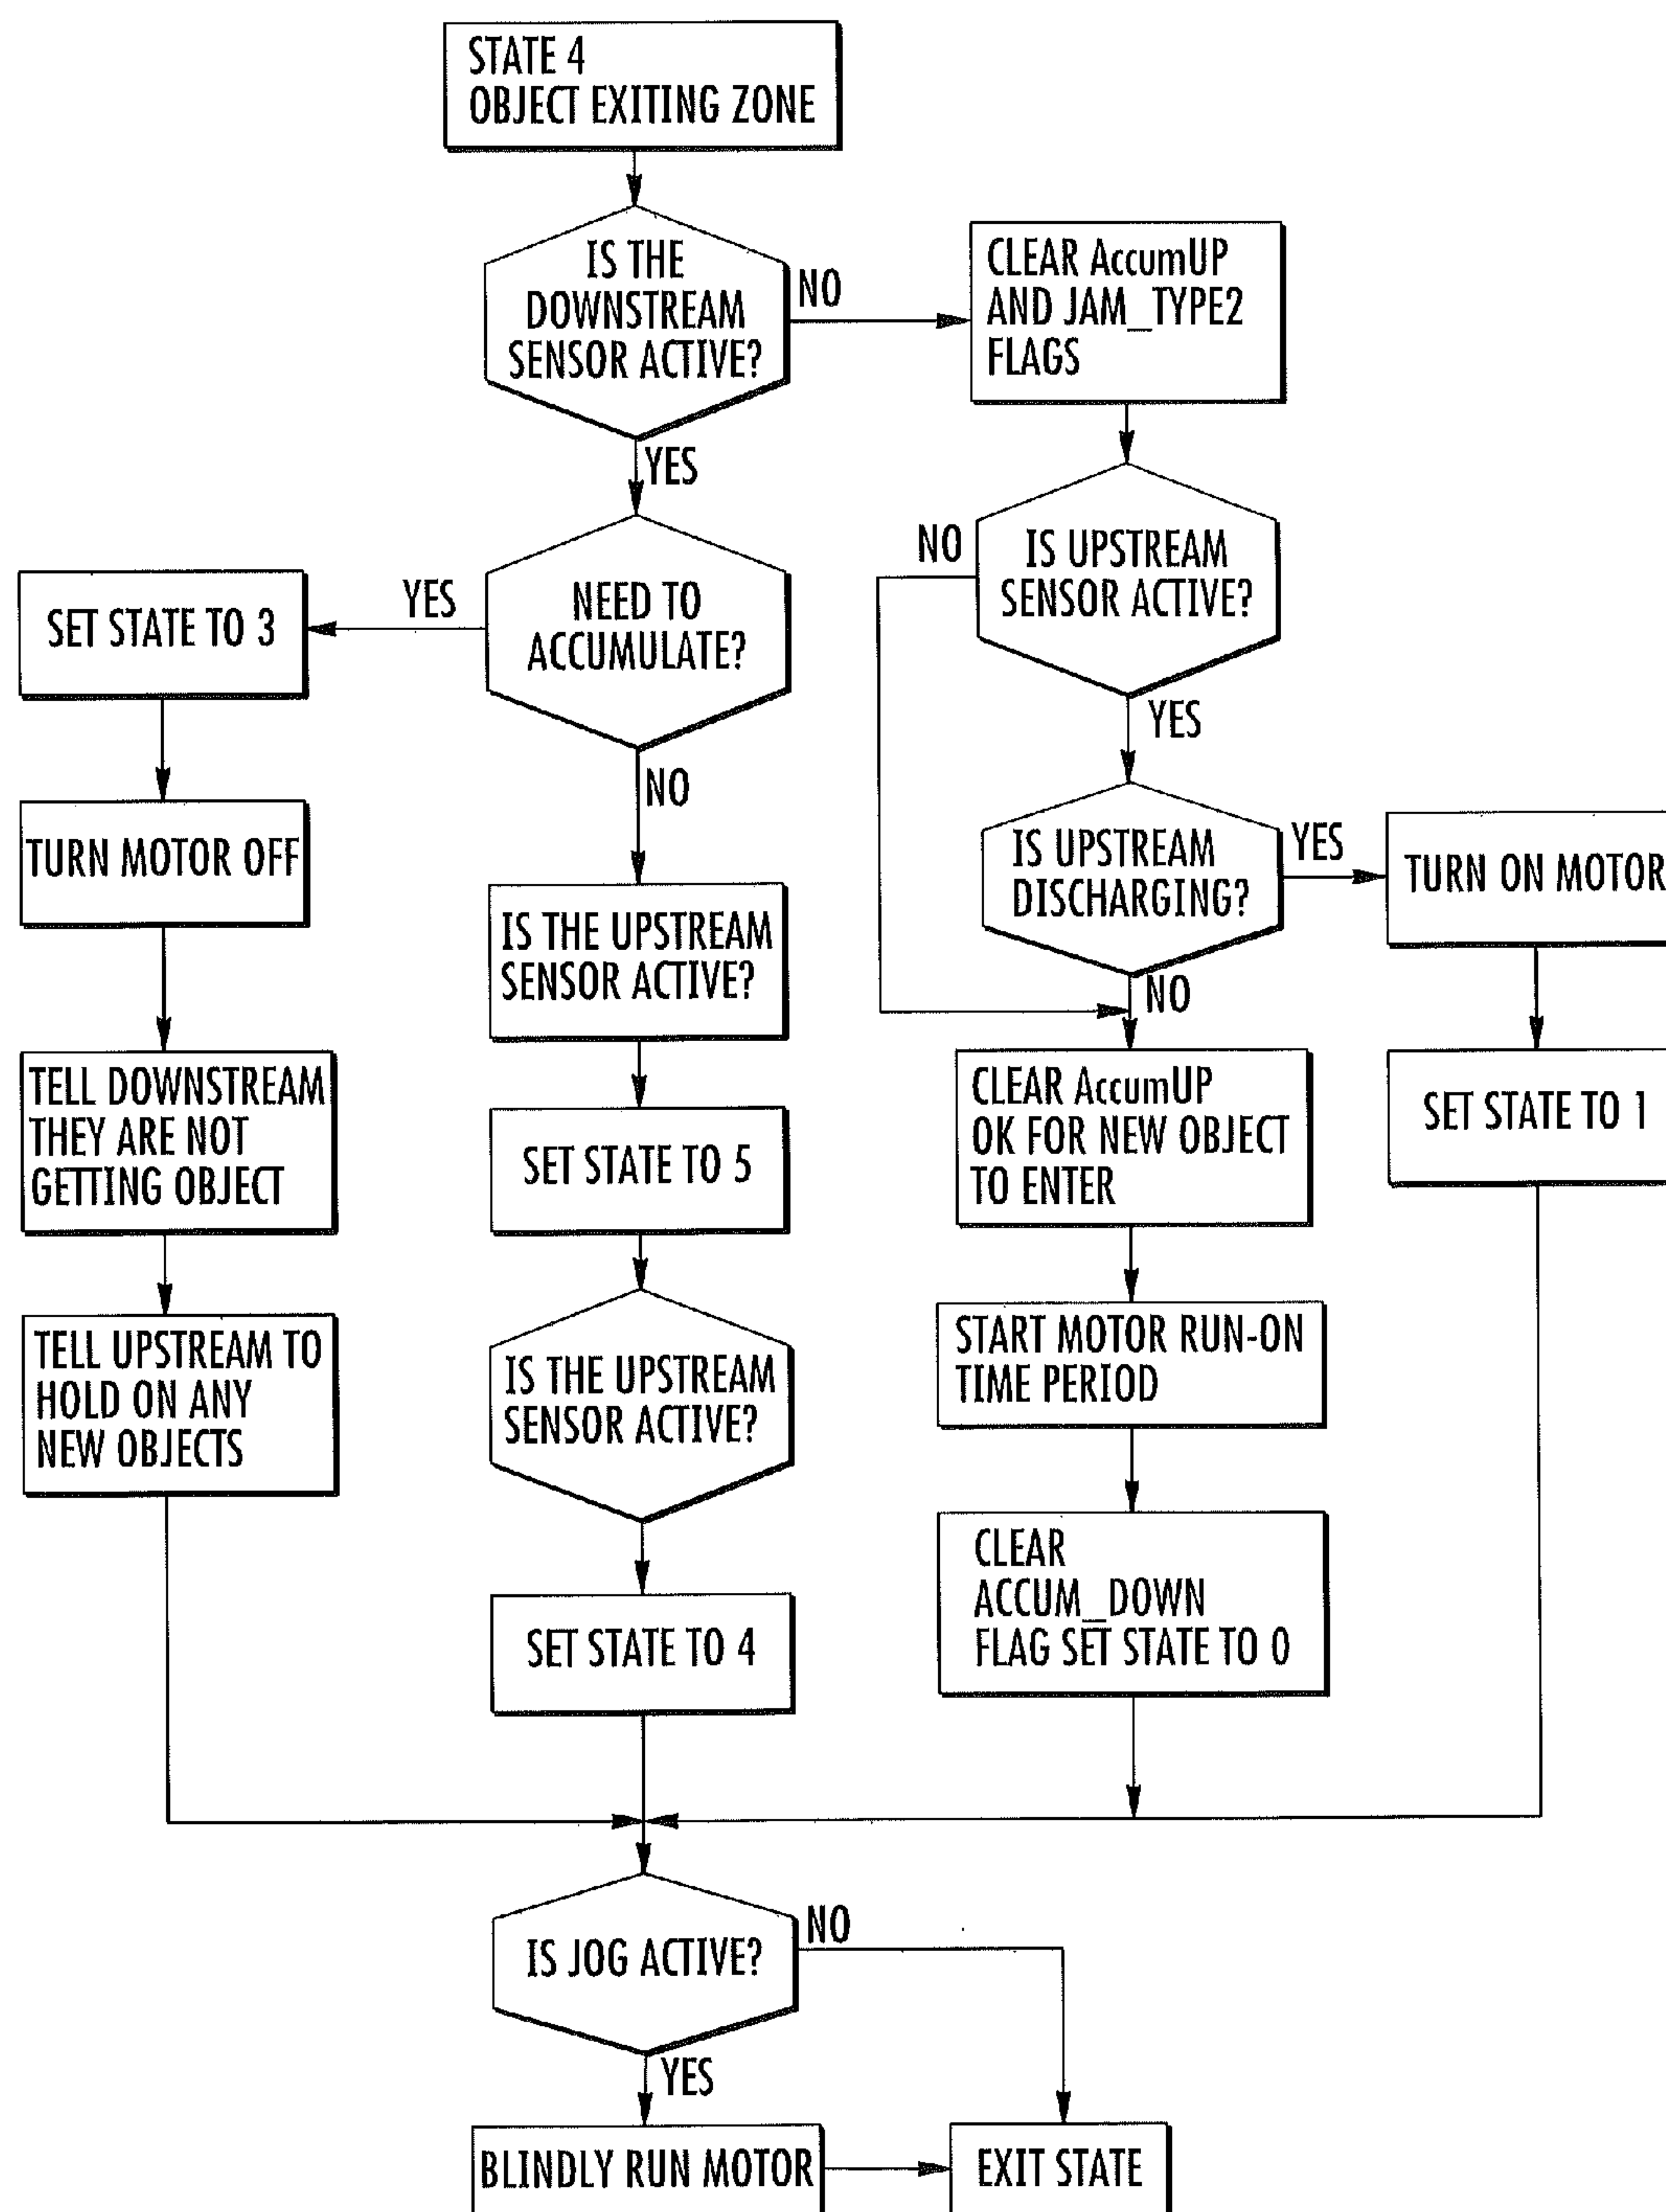 STATE 4
OBJECT EXITING ZONE
IS THE
DOWNSTREAM
SENSOR ACTIVE?
NO
CLEAR AccumUP
AND JAM_TYPE2
FLAGS
YES
NO
IS UPSTREAM
SENSOR ACTIVE?
SET STATE TO 3
YES
NEED TO
ACCUMULATE?
YES
NO
TURN MOTOR OFF
IS UPSTREAM
DISCHARGING?
YES
TURN ON MOTOR
IS THE UPSTREAM
SENSOR ACTIVE?
NO
TELL DOWNSTREAM
THEY ARE NOT
GETTING OBJECT
SET STATE TO 5
CLEAR AccumUP
OK FOR NEW OBJECT
TO ENTER
SET STATE TO 1
TELL UPSTREAM TO
HOLD ON ANY
NEW OBJECTS
IS THE UPSTREAM
SENSOR ACTIVE?
START MOTOR RUN-ON
TIME PERIOD
SET STATE TO 4
CLEAR
ACCUM_DOWN
FLAG SET STATE TO 0
IS JOG ACTIVE?
NO
YES
BLINDLY RUN MOTOR
EXIT STATE